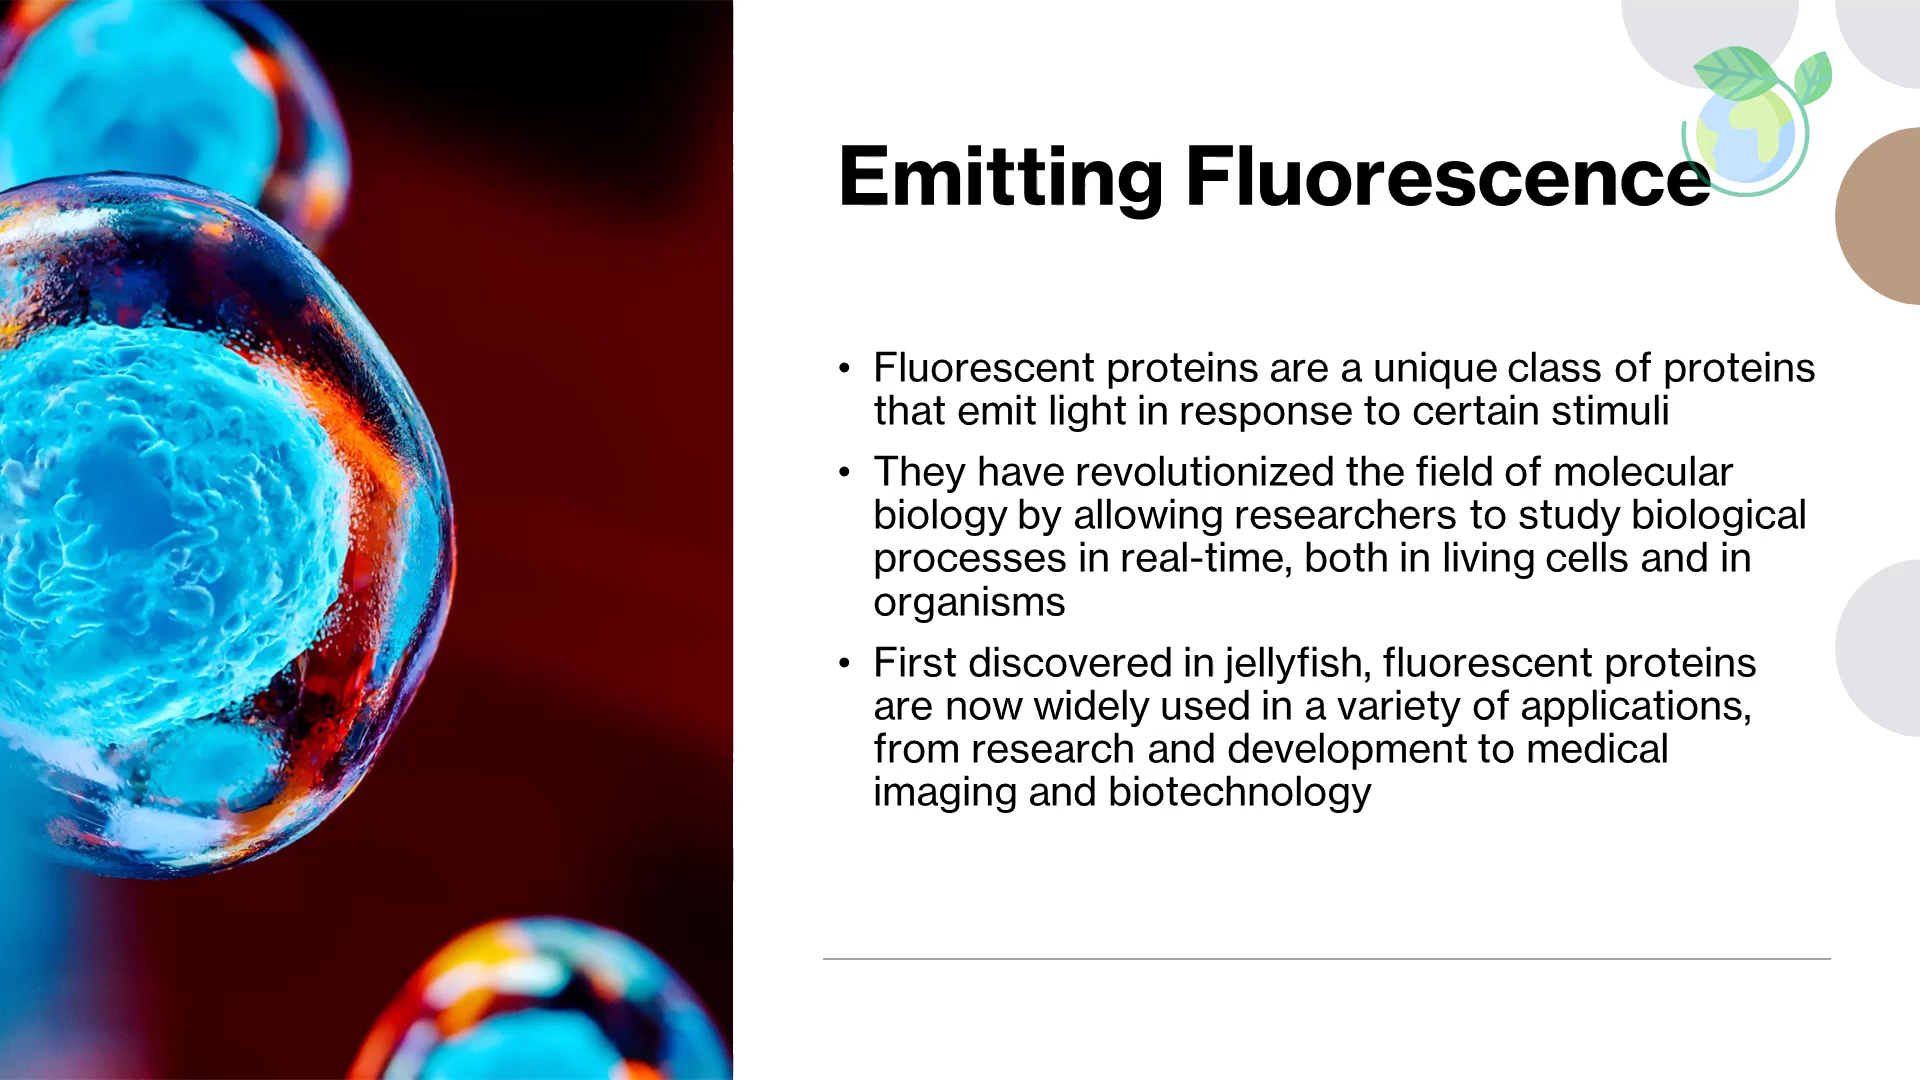 Emitting Fluorescence
• Fluorescent proteins are a unique class of proteins
that emit light in response to certain stimuli
• They have revolutionized the field of molecular
biology by allowing researchers to study biological
processes in real-time, both in living cells and in
organisms
• First discovered in jellyfish, fluorescent proteins
are now widely used in a variety of applications,
from research and development to medical
imaging and biotechnology